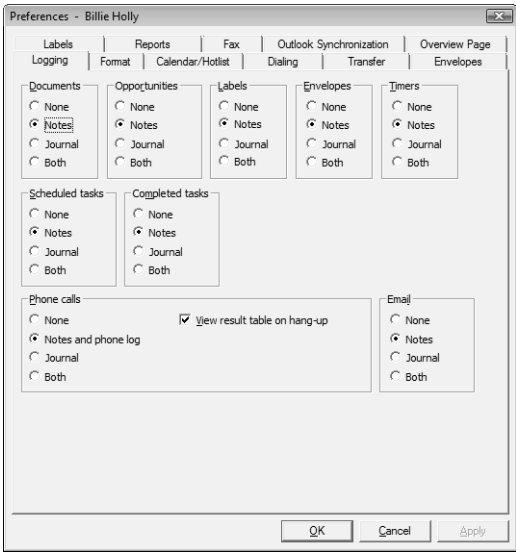 Preferences - Billie Holly
Labels Reports Fax Outlook Synchronization Overview Page
Logging Format Calendar/Hotlist Dialing Transfer Envelopes
Documents Opportunities Labels Envelopes Timers
None None None None None
Notes Notes Notes Notes Notes
Journal Journal Journal Journal Journal
Both Both Both Both Both
Scheduled tasks Completed tasks
None None
Notes Notes
Journal Journal
Both Both
Phone calls Email
None View result table on hang-up None
Notes and phone log Notes
Journal Journal
Both Both
OK Cancel Apply